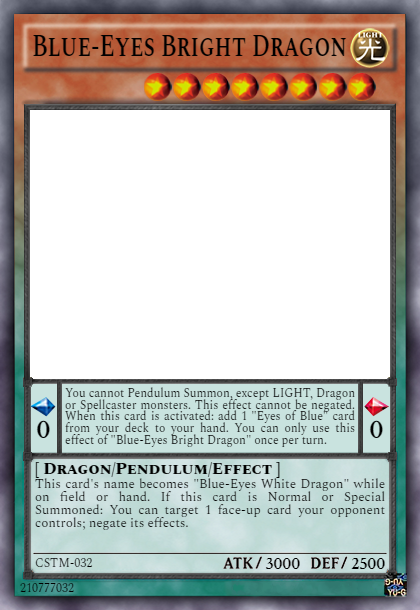 Blue-Eyes Bright Dragon
LIGHT
光
You cannot Pendulum Summon, except LIGHT, Dragon
or Spellcaster monsters. This effect cannot be negated.
When this card is activated: add 1 "Eyes of Blue" card
from your deck to your hand. You can only use this
effect of "Blue-Eyes Bright Dragon" once per turn.
0
0
[ Dragon/Pendulum/Effect ]
This card's name becomes "Blue-Eyes White Dragon" while
on field or hand. If this card is Normal or Special
Summoned: You can target 1 face-up card your opponent
controls; negate its effects.
CSTM-032
ATK / 3000 DEF / 2500
210777032